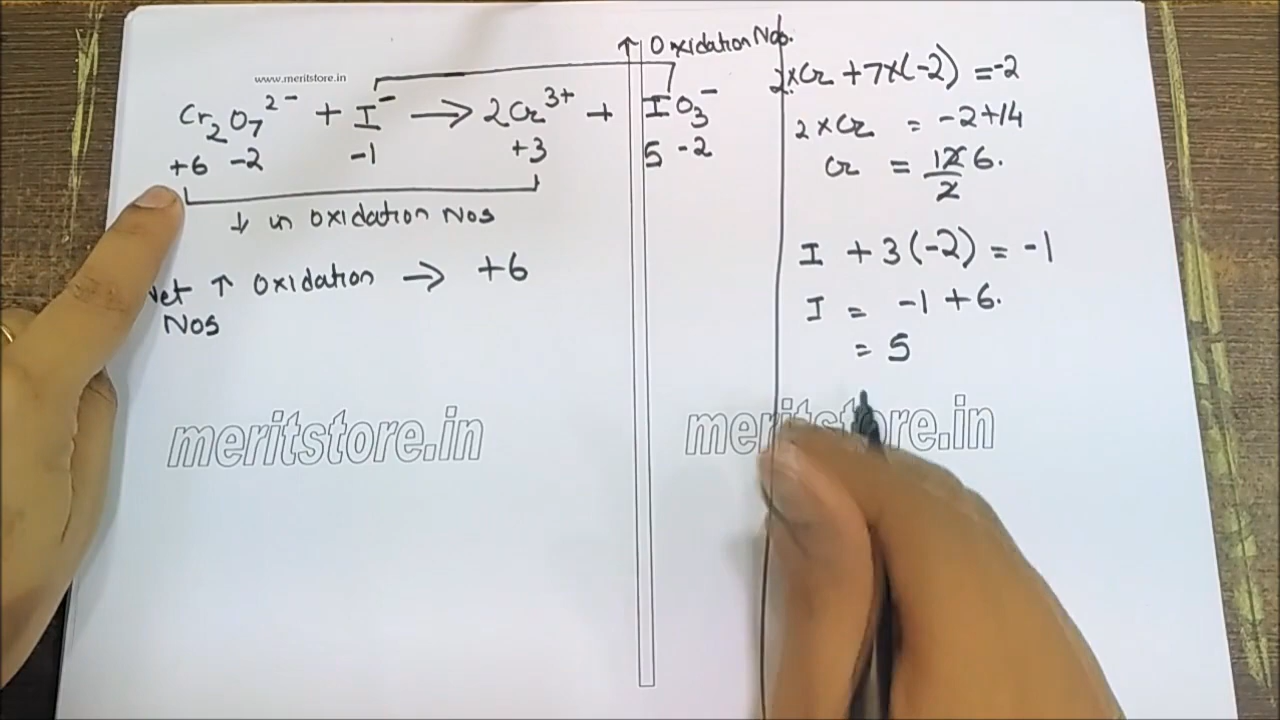 ↑ Oxidation Nos.
www.meritstore.in
Cr₂O₇²⁻ + I⁻ → 2Cr³⁺ + IO₃⁻
+6 -2 -1 +3 5 -2
↓ in oxidation Nos
Net ↑ Oxidation → +6
Nos
2×Cr + 7×(-2) = -2
2×Cr = -2+14
Cr = 12/2 6.
I + 3(-2) = -1
I = -1 + 6.
= 5
meritstore.in
meritstore.in